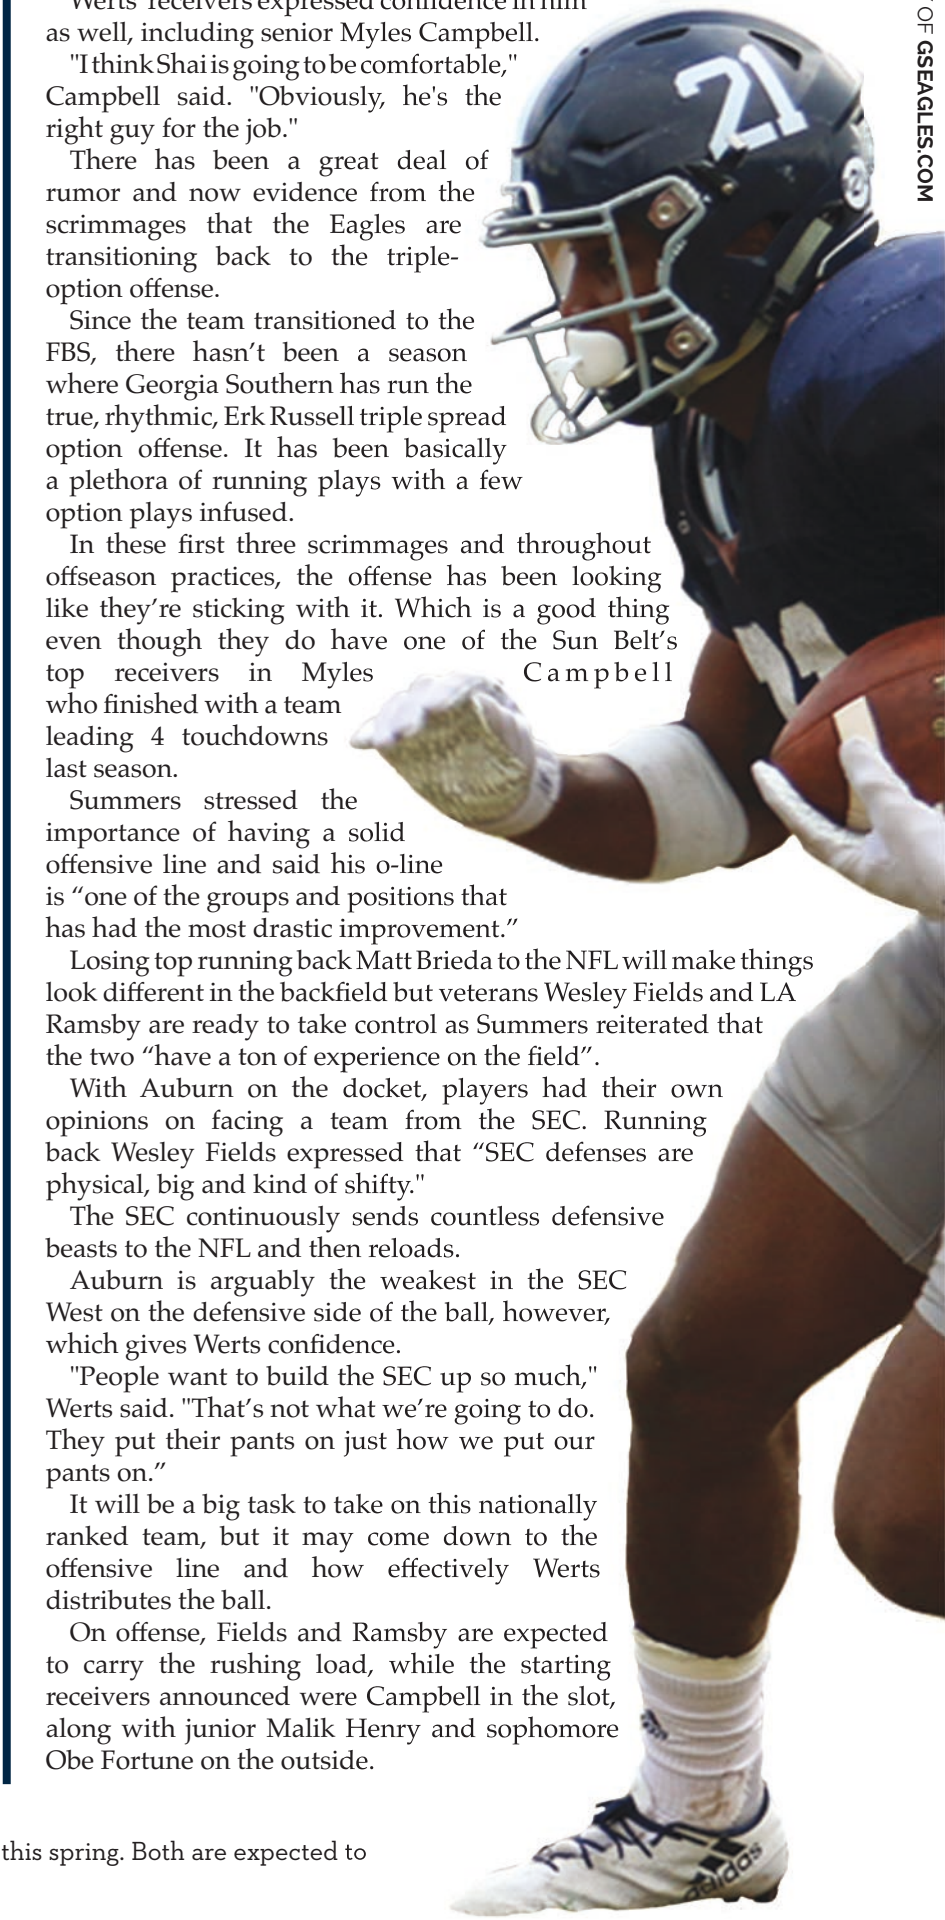 Werts' receivers expressed confidence in him
as well, including senior Myles Campbell.
"I think Shai is going to be comfortable,"
Campbell said. "Obviously, he's the
right guy for the job."
There has been a great deal of
rumor and now evidence from the
scrimmages that the Eagles are
transitioning back to the triple-
option offense.
Since the team transitioned to the
FBS, there hasn't been a season
where Georgia Southern has run the
true, rhythmic, Erk Russell triple spread
option offense. It has been basically
a plethora of running plays with a few
option plays infused.
In these first three scrimmages and throughout
offseason practices, the offense has been looking
like they're sticking with it. Which is a good thing
even though they do have one of the Sun Belt's
top receivers in Myles Campbell
who finished with a team
leading 4 touchdowns
last season.
Summers stressed the
importance of having a solid
offensive line and said his o-line
is “one of the groups and positions that
has had the most drastic improvement.”
Losing top running back Matt Brieda to the NFL will make things
look different in the backfield but veterans Wesley Fields and LA
Ramsby are ready to take control as Summers reiterated that
the two “have a ton of experience on the field”.
With Auburn on the docket, players had their own
opinions on facing a team from the SEC. Running
back Wesley Fields expressed that “SEC defenses are
physical, big and kind of shifty."
The SEC continuously sends countless defensive
beasts to the NFL and then reloads.
Auburn is arguably the weakest in the SEC
West on the defensive side of the ball, however,
which gives Werts confidence.
"People want to build the SEC up so much,"
Werts said. "That's not what we're going to do.
They put their pants on just how we put our
pants on.”
It will be a big task to take on this nationally
ranked team, but it may come down to the
offensive line and how effectively Werts
distributes the ball.
On offense, Fields and Ramsby are expected
to carry the rushing load, while the starting
receivers announced were Campbell in the slot,
along with junior Malik Henry and sophomore
Obe Fortune on the outside.
this spring. Both are expected to
OF GSEAGLES.COM
21
adidas